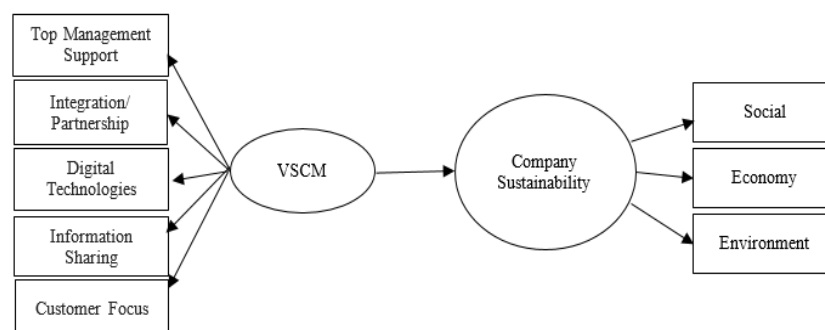 Top Management
Support
Integration/
Partnership
Digital
Technologies
Information
Sharing
Customer Focus
VSCM
Company
Sustainability
Social
Economy
Environment